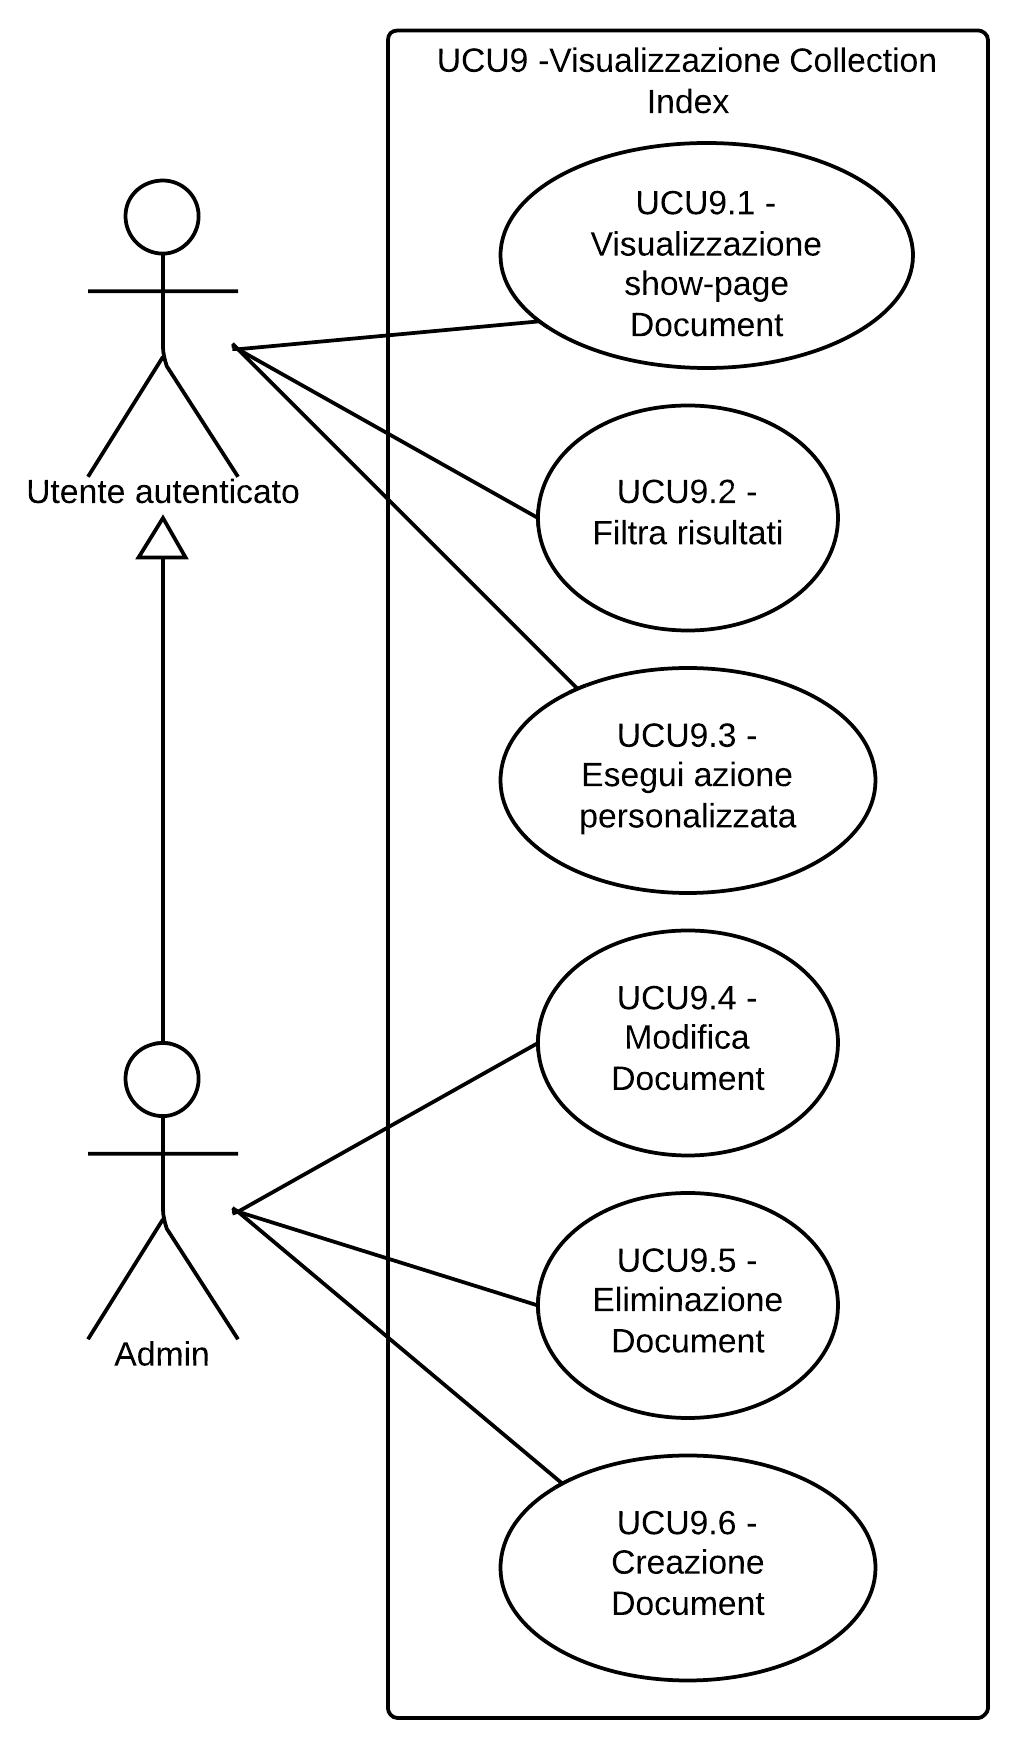 UCU9 -Visualizzazione Collection
Index
UCU9.1 -
Visualizzazione
show-page
Document
Utente autenticato
UCU9.2 -
Filtra risultati
UCU9.3 -
Esegui azione
personalizzata
UCU9.4 -
Modifica
Document
Admin
UCU9.5 -
Eliminazione
Document
UCU9.6 -
Creazione
Document